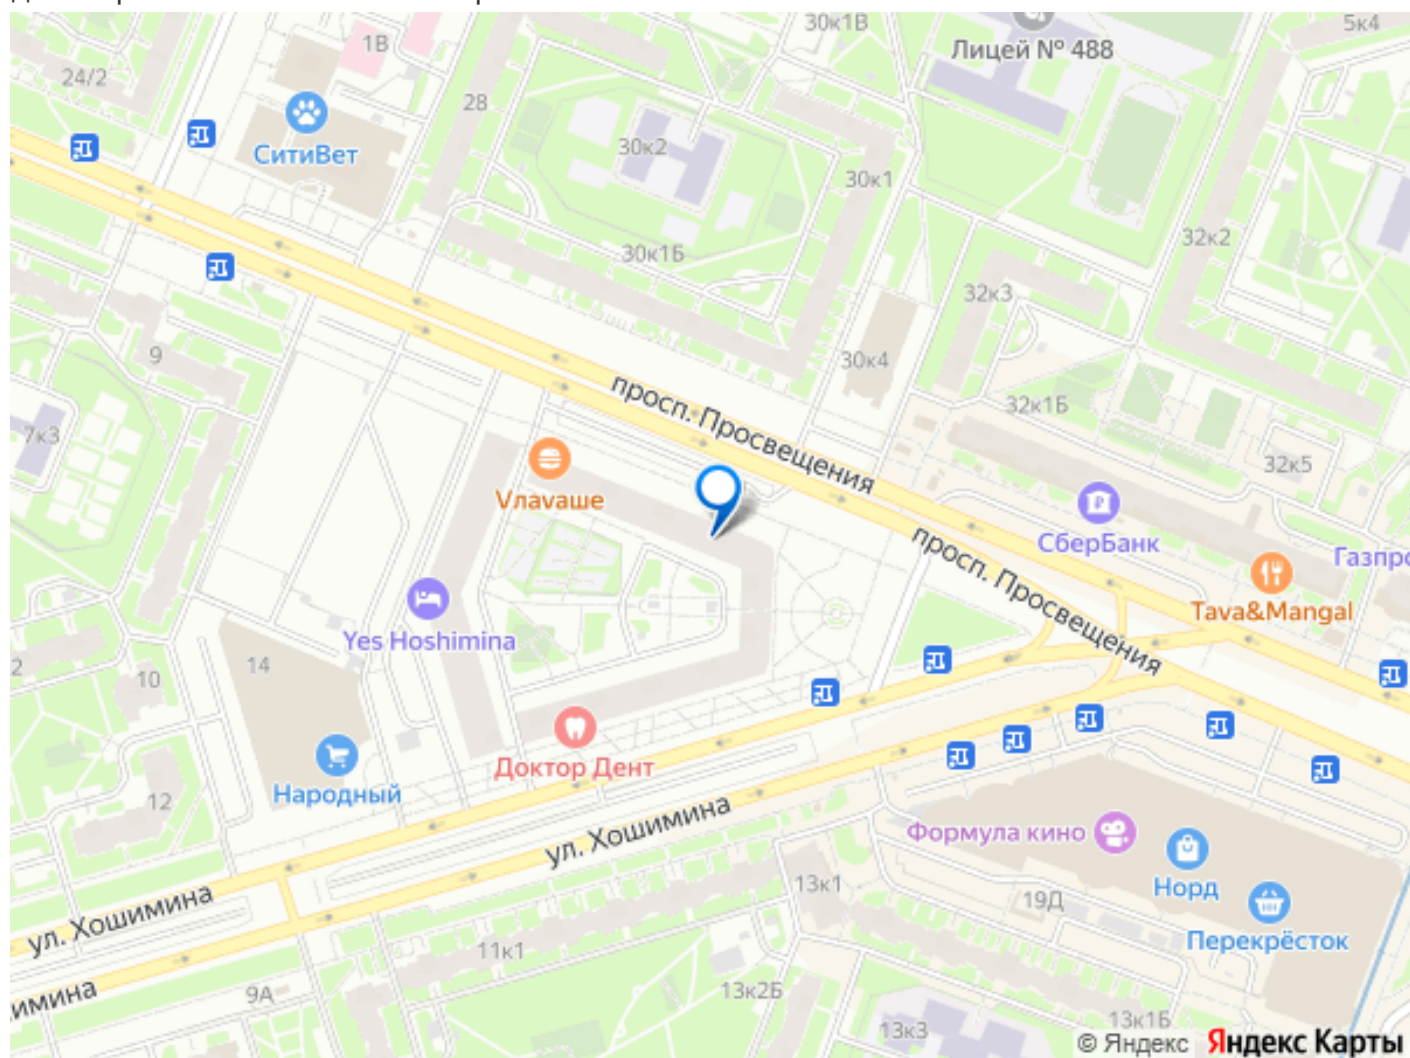 30к1В
5к4
Лицей № 488
1В
24/2
28
СитиВет
30к2
30к1
32к2
30к1Б
32к3
9
30к4
просп. Просвещения
32к1Б
7к3
32к5
Vлаvаше
СберБанк
просп. Просвещения
Газпро
Tava&Mangal
Yes Hoshimina
14
2
10
Доктор Дент
Народный
12
ул. Хошимина
Формула кино
Норд
13к1
19Д
ул. Хошимина
Перекрёсток
11к1
имина
9А
13к2Б
13к3
13к1Б
© Яндекс Яндекс Карты